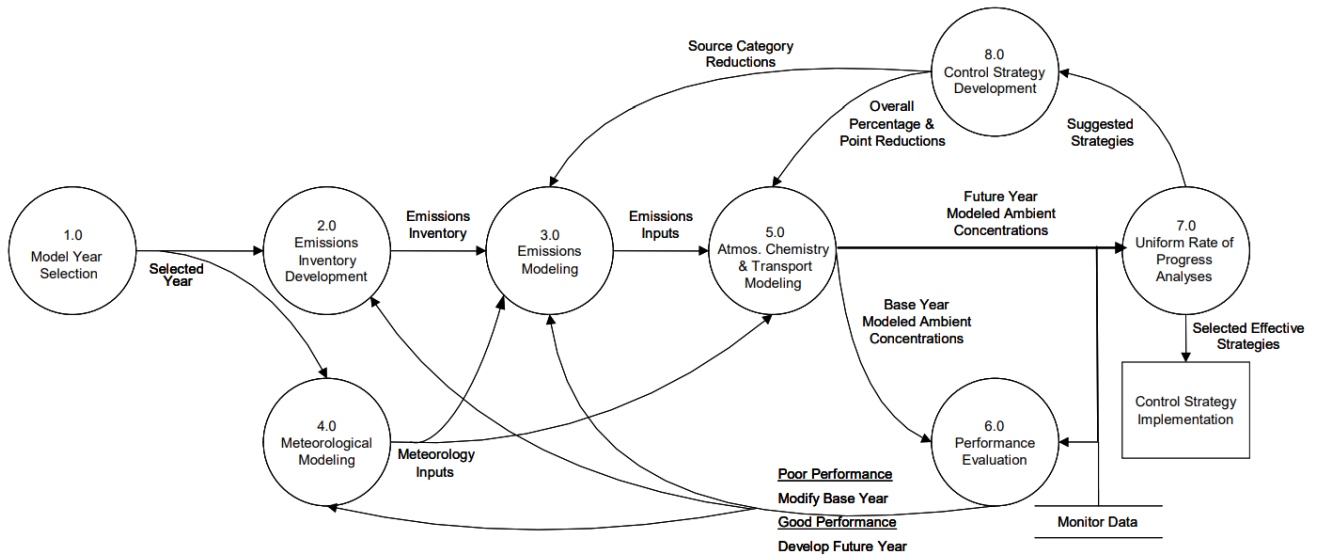 Source Category
Reductions
8.0
Control Strategy
Development
Overall
Percentage &
Point Reductions
Suggested
Strategies
1.0
Model Year
Selection
Selected
Year
2.0
Emissions
Inventory
Development
Emissions
Inventory
3.0
Emissions
Modeling
Emissions
Inputs
5.0
Atmos. Chemistry
& Transport
Modeling
Future Year
Modeled Ambient
Concentrations
7.0
Uniform Rate of
Progress
Analyses
Base Year
Modeled Ambient
Concentrations
Selected Effective
Strategies
Control Strategy
Implementation
4.0
Meteorological
Modeling
Meteorology
Inputs
6.0
Performance
Evaluation
Poor Performance
Modify Base Year
Good Performance
Develop Future Year
Monitor Data